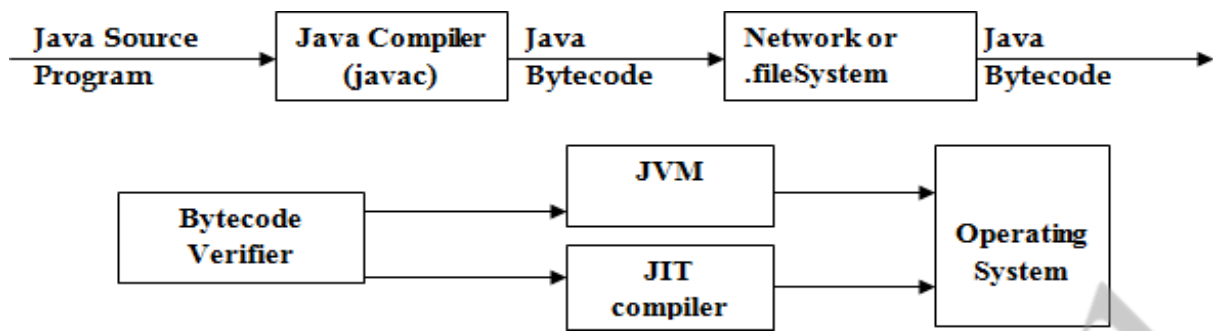 Java Source
Program
Java Compiler
(javac)
Java
Bytecode
Network or
.fileSystem
Java
Bytecode
Bytecode
Verifier
JVM
JIT
compiler
Operating
System